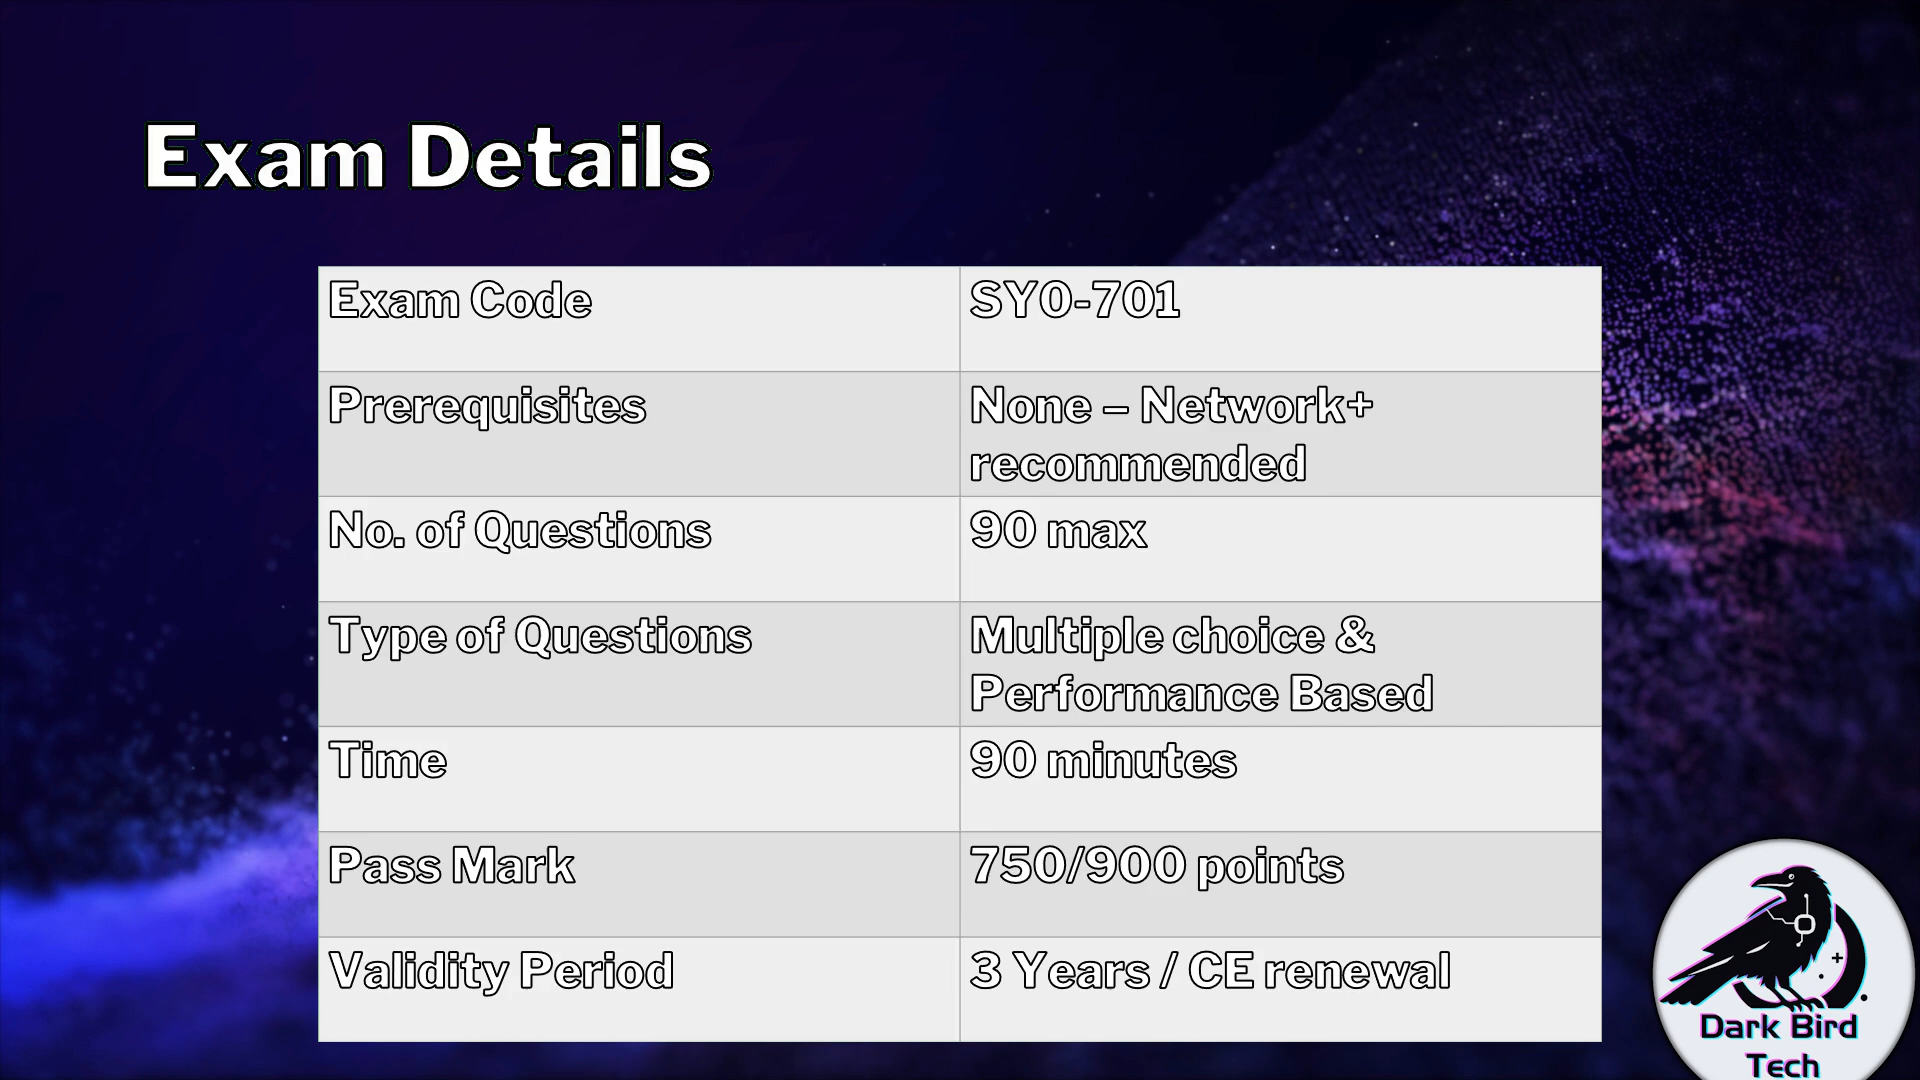 Exam Details
Exam Code
SY0-701
Prerequisites
None – Network+
recommended
No. of Questions
90 max
Type of Questions
Multiple choice &
Performance Based
Time
90 minutes
Pass Mark
750/900 points
Validity Period
3 Years / CE renewal
Dark Bird
Tech